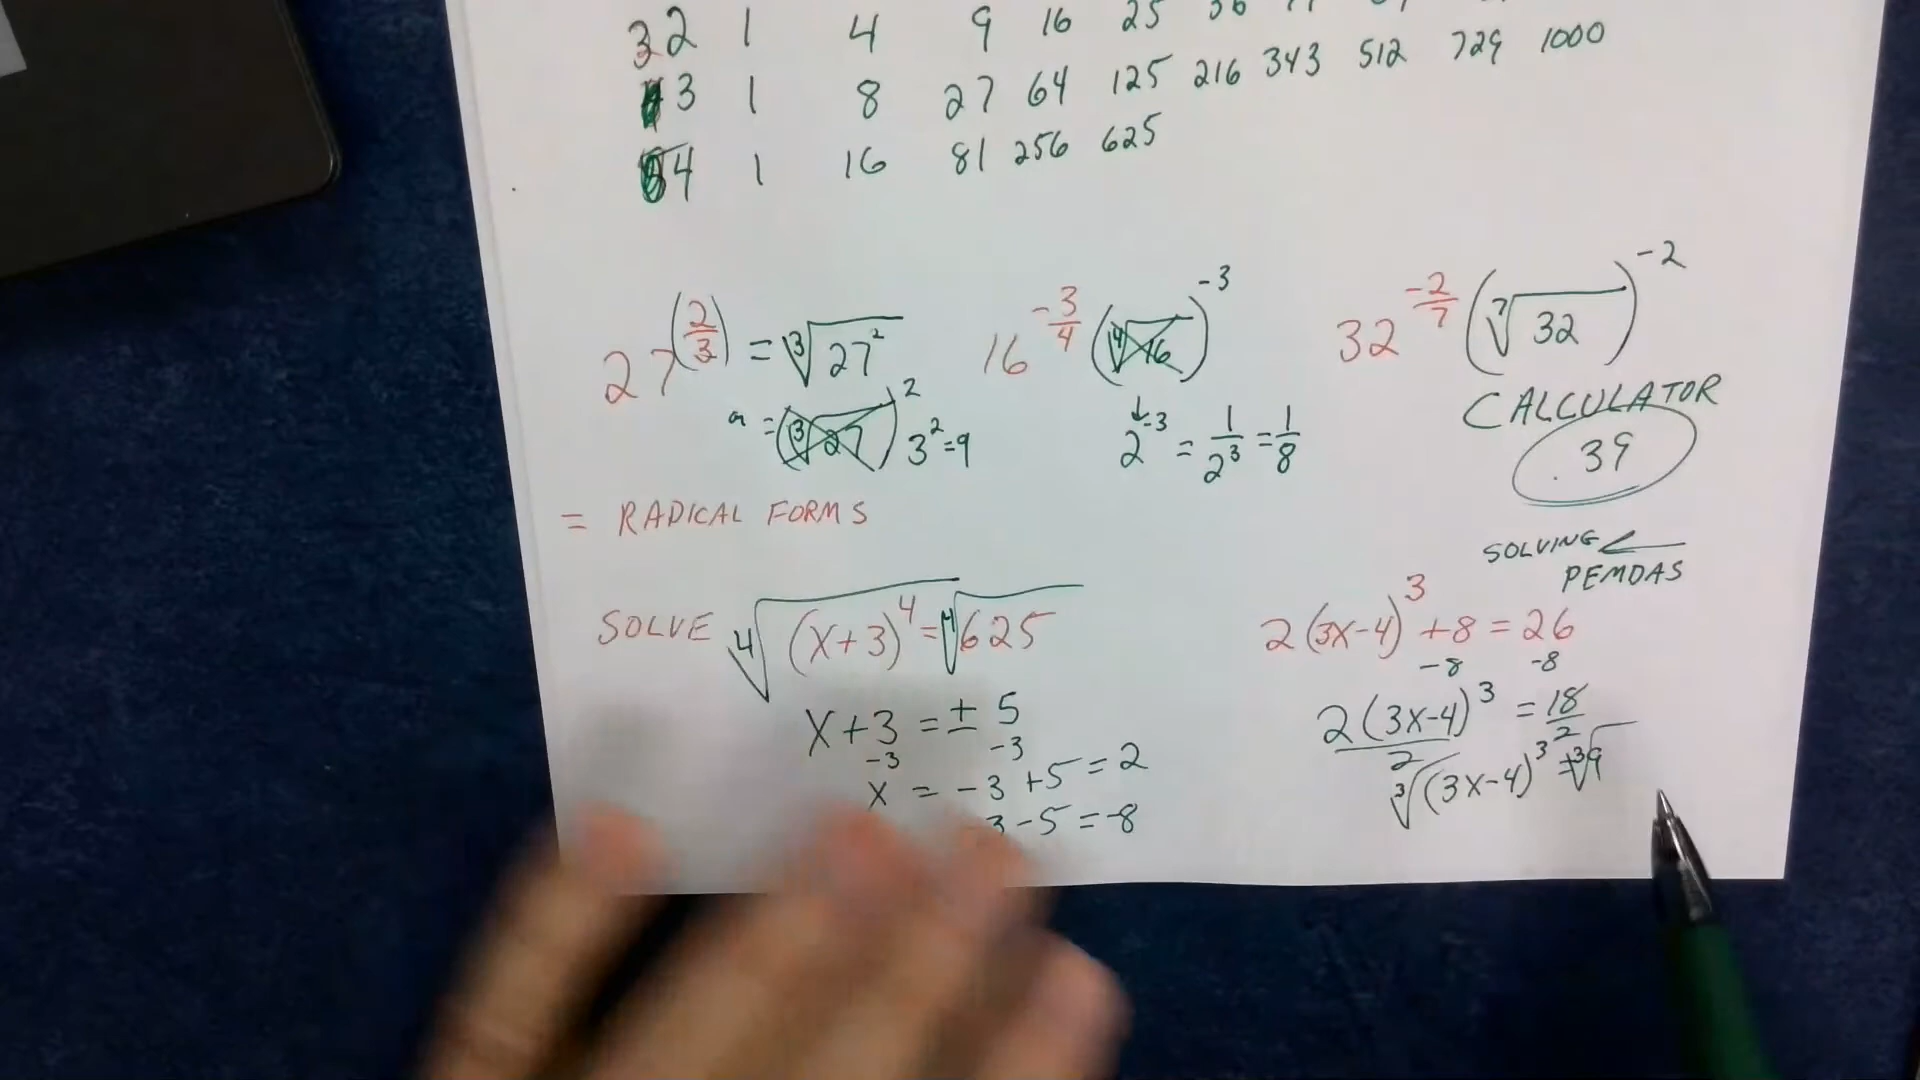 32 1 4 9 16 25 36
3 1 8 27 64 125 216 343 512 729 1000
4 1 16 81 256 625
27^(2/3) = ∛27²
= (∛27)² 3² = 9
16^-3/4 (∜16)^-3
2^-3 = 1/2³ = 1/8
32^-2/7 (⁷√32)^-2
CALCULATOR
.39
= RADICAL FORMS
SOLVING ←
PEMDAS
SOLVE ∜(x+3)⁴ = ∜625
x+3 = ± 5
-3 -3
x = -3 +5 = 2
3 - 5 = -8
2(3x-4)³ +8 = 26
-8 -8
2(3x-4)³/2 = 18/2
∛(3x-4)³ = ∛9